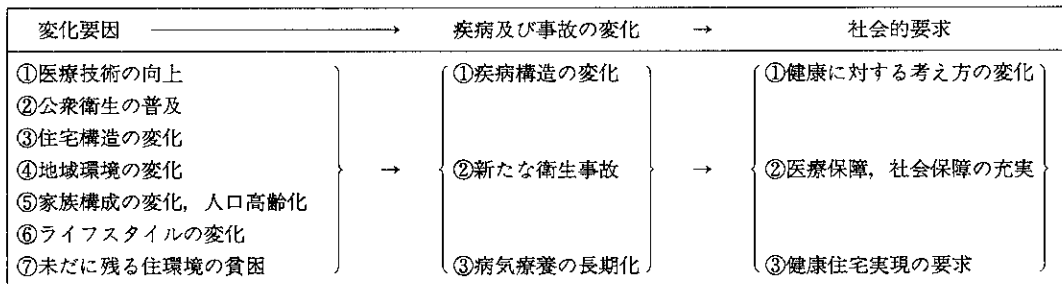 変化要因 → 疾病及び事故の変化 → 社会的要求
①医療技術の向上 ①疾病構造の変化 ①健康に対する考え方の変化
②公衆衛生の普及
③住宅構造の変化
④地域環境の変化 → ②新たな衛生事故 → ②医療保障，社会保障の充実
⑤家族構成の変化，人口高齢化
⑥ライフスタイルの変化
⑦未だに残る住環境の貧困 ③病気療養の長期化 ③健康住宅実現の要求